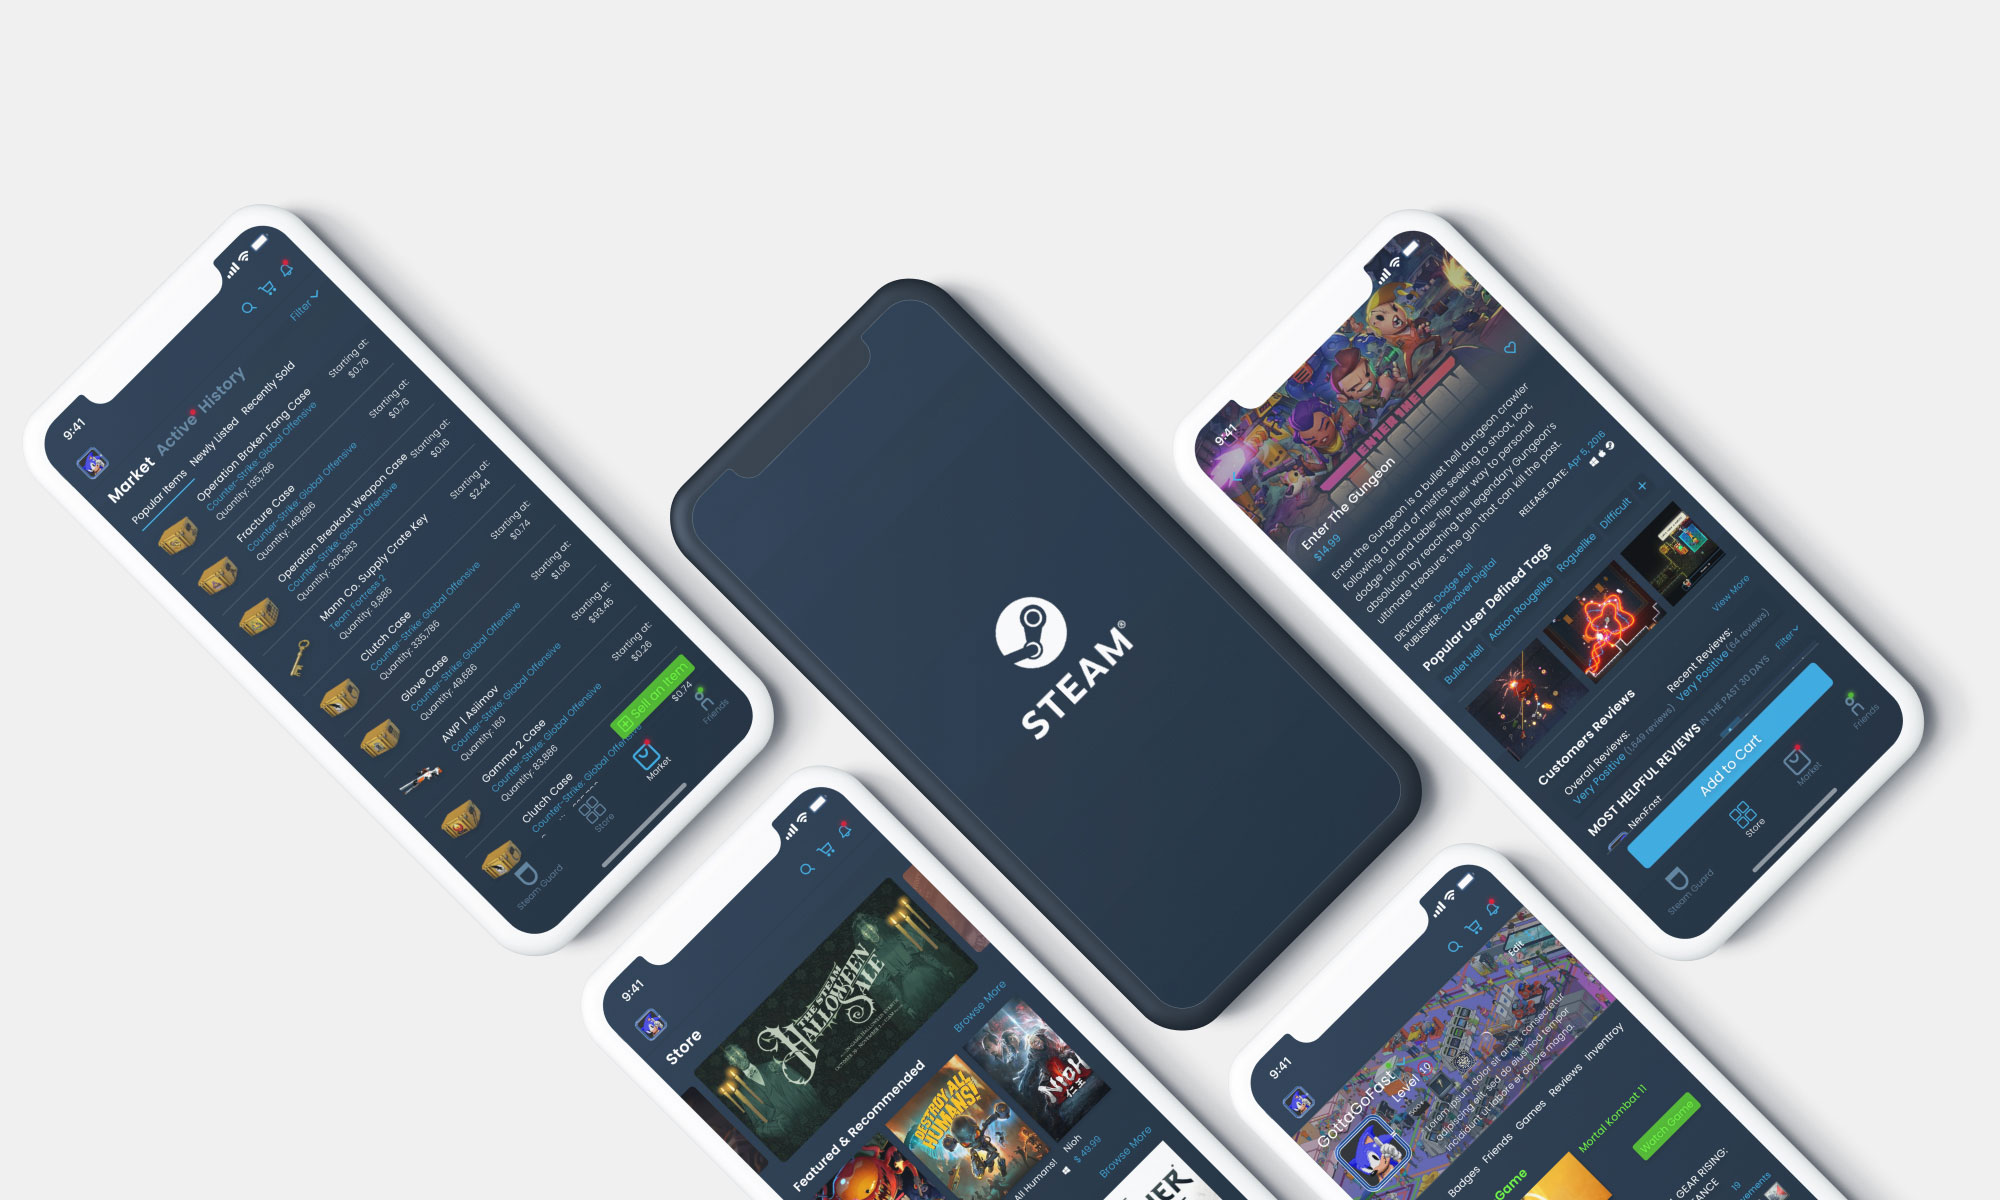 9:41
Market Active History
Filter
Popular Items Newly Listed Recently Sold
Operation Broken Fang Case
Counter-Strike: Global Offensive
Quantity: 135,786
Starting at:
$0.76
Fracture Case
Counter-Strike: Global Offensive
Quantity: 149,886
Starting at:
$0.76
Operation Breakout Weapon Case
Counter-Strike: Global Offensive
Quantity: 306,383
Starting at:
$0.16
Mann Co. Supply Crate Key
Team Fortress 2
Quantity: 9,886
Starting at:
$2.44
Clutch Case
Counter-Strike: Global Offensive
Quantity: 335,786
Starting at:
$0.74
Glove Case
Counter-Strike: Global Offensive
Quantity: 49,686
Starting at:
$1.06
AWP | Asiimov
Counter-Strike: Global Offensive
Quantity: 160
Starting at:
$93.45
Gamma 2 Case
Counter-Strike: Global Offensive
Quantity: 83,886
Starting at:
$0.26
Clutch Case
Counter-Strike: Global Offensive
$0.74
Sell an Item
Steam Guard
Store
Market
Friends
STEAM®
9:41
ENTER THE
Enter The Gungeon
$14.99
Enter the Gungeon is a bullet hell dungeon crawler
following a band of misfits seeking to shoot, loot,
dodge roll and table-flip their way to personal
absolution by reaching the legendary Gungeon's
ultimate treasure: the gun that can kill the past.
DEVELOPER: Dodge Roll
PUBLISHER: Devolver Digital
RELEASE DATE: Apr 5, 2016
Popular User Defined Tags
Bullet Hell Action Rougelike Roguelike Difficult +
View More
Customers Reviews
Overall Reviews:
Very Positive (1,649 reviews)
Recent Reviews:
Very Positive (64 reviews)
MOST HELPFUL REVIEWS IN THE PAST 30 DAYS
Filter
NeoFast
Add to Cart
Steam Guard
Store
Market
Friends
9:41
Store
THE STEAM
HALLOWEEN
SALE
Featured & Recommended
Browse More
DESTROY ALL
HUMANS!
NIOH
仁王
All Humans!
Nioh
$ 49.99
Browse More
9:41
Edit
GottaGoFast
Level 10
Lorem ipsum dolor sit amet, consectetur
adipiscing elit, sed do eiusmod tempor
incididunt ut labore et dolore magna.
Badges Friends Games Reviews Inventroy
Game
Mortal Kombat 11
Watch Game
GEAR RISING:
19